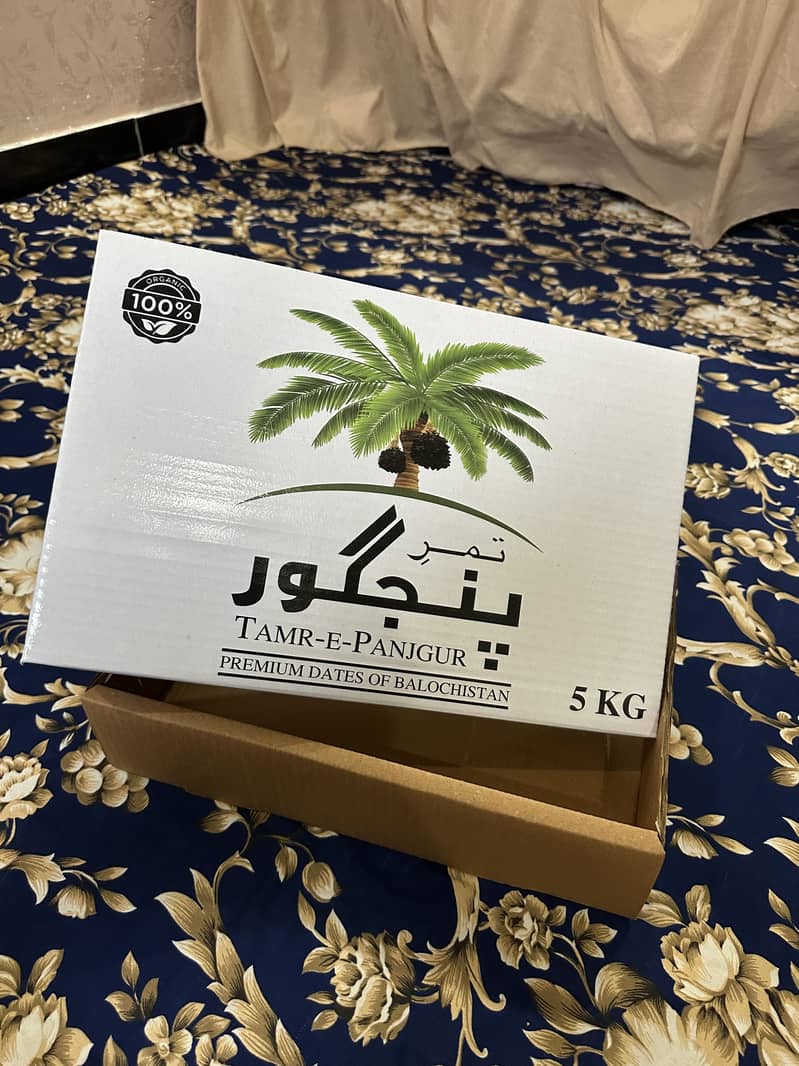 ORGANIC
100%
تمرِ
پنجگور
TAMR-E-PANJGUR
PREMIUM DATES OF BALOCHISTAN
5 KG